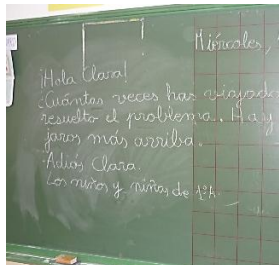 Miércoles
¡Hola Clara!
¿Cuántas veces has viajado
resuelto el problema. Hay
jaros más arriba.
Adiós Clara.
Los niños y niñas de 1ºA